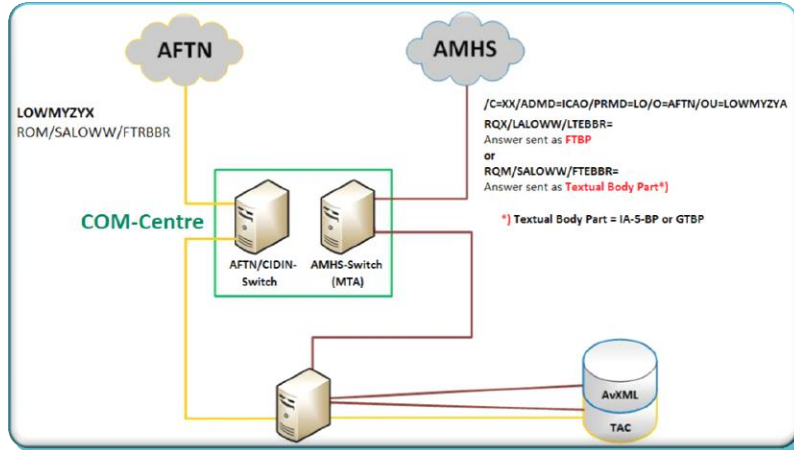 AFTN
AMHS
LOWMYZYX
ROM/SALOWW/FTRBBR
/C=XX/ADMD=ICAO/PRMD=LO/O=AFTN/OU=LOWMYZYA
RQX/LALOWW/LTEBBR=
Answer sent as FTBP
or
RQM/SALOWW/FTEBBR=
Answer sent as Textual Body Part*)
*) Textual Body Part = IA-5-BP or GTBP
COM-Centre
AFTN/CIDIN-
Switch
AMHS-Switch
(MTA)
AvXML
TAC